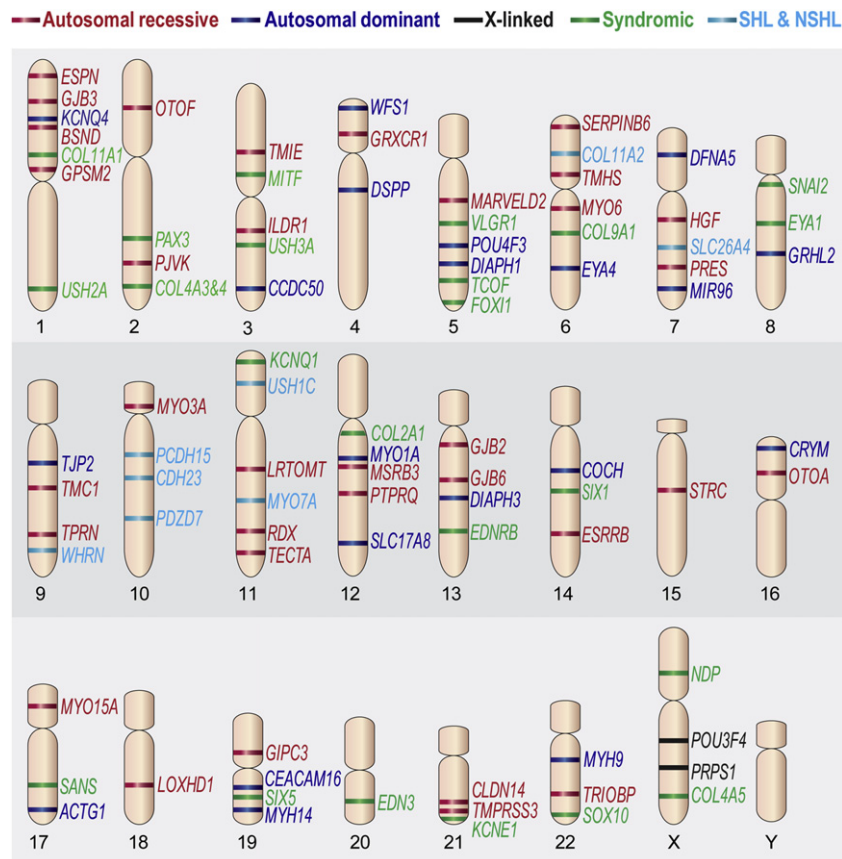 Autosomal recessive Autosomal dominant X-linked Syndromic SHL & NSHL
ESPN
GJB3
KCNQ4
BSND
COL11A1
GPSM2
USH2A
1
OTOF
PAX3
PJVK
COL4A3&4
2
TMIE
MITF
ILDR1
USH3A
CCDC50
3
WFS1
GRXCR1
DSPP
4
MARVELD2
VLGR1
POU4F3
DIAPH1
TCOF
FOXI1
5
SERPINB6
COL11A2
TMHS
MYO6
COL9A1
EYA4
6
DFNA5
HGF
SLC26A4
PRES
MIR96
7
SNAI2
EYA1
GRHL2
8
TJP2
TMC1
TPRN
WHRN
9
MYO3A
PCDH15
CDH23
PDZD7
10
KCNQ1
USH1C
LRTOMT
MYO7A
RDX
TECTA
11
COL2A1
MYO1A
MSRB3
PTPRQ
SLC17A8
12
GJB2
GJB6
DIAPH3
EDNRB
13
COCH
SIX1
ESRRB
14
STRC
15
CRYM
OTOA
16
MYO15A
SANS
ACTG1
17
LOXHD1
18
GIPC3
CEACAM16
SIX5
MYH14
19
EDN3
20
CLDN14
TMPRSS3
KCNE1
21
MYH9
TRIOBP
SOX10
22
NDP
POU3F4
PRPS1
COL4A5
X
Y